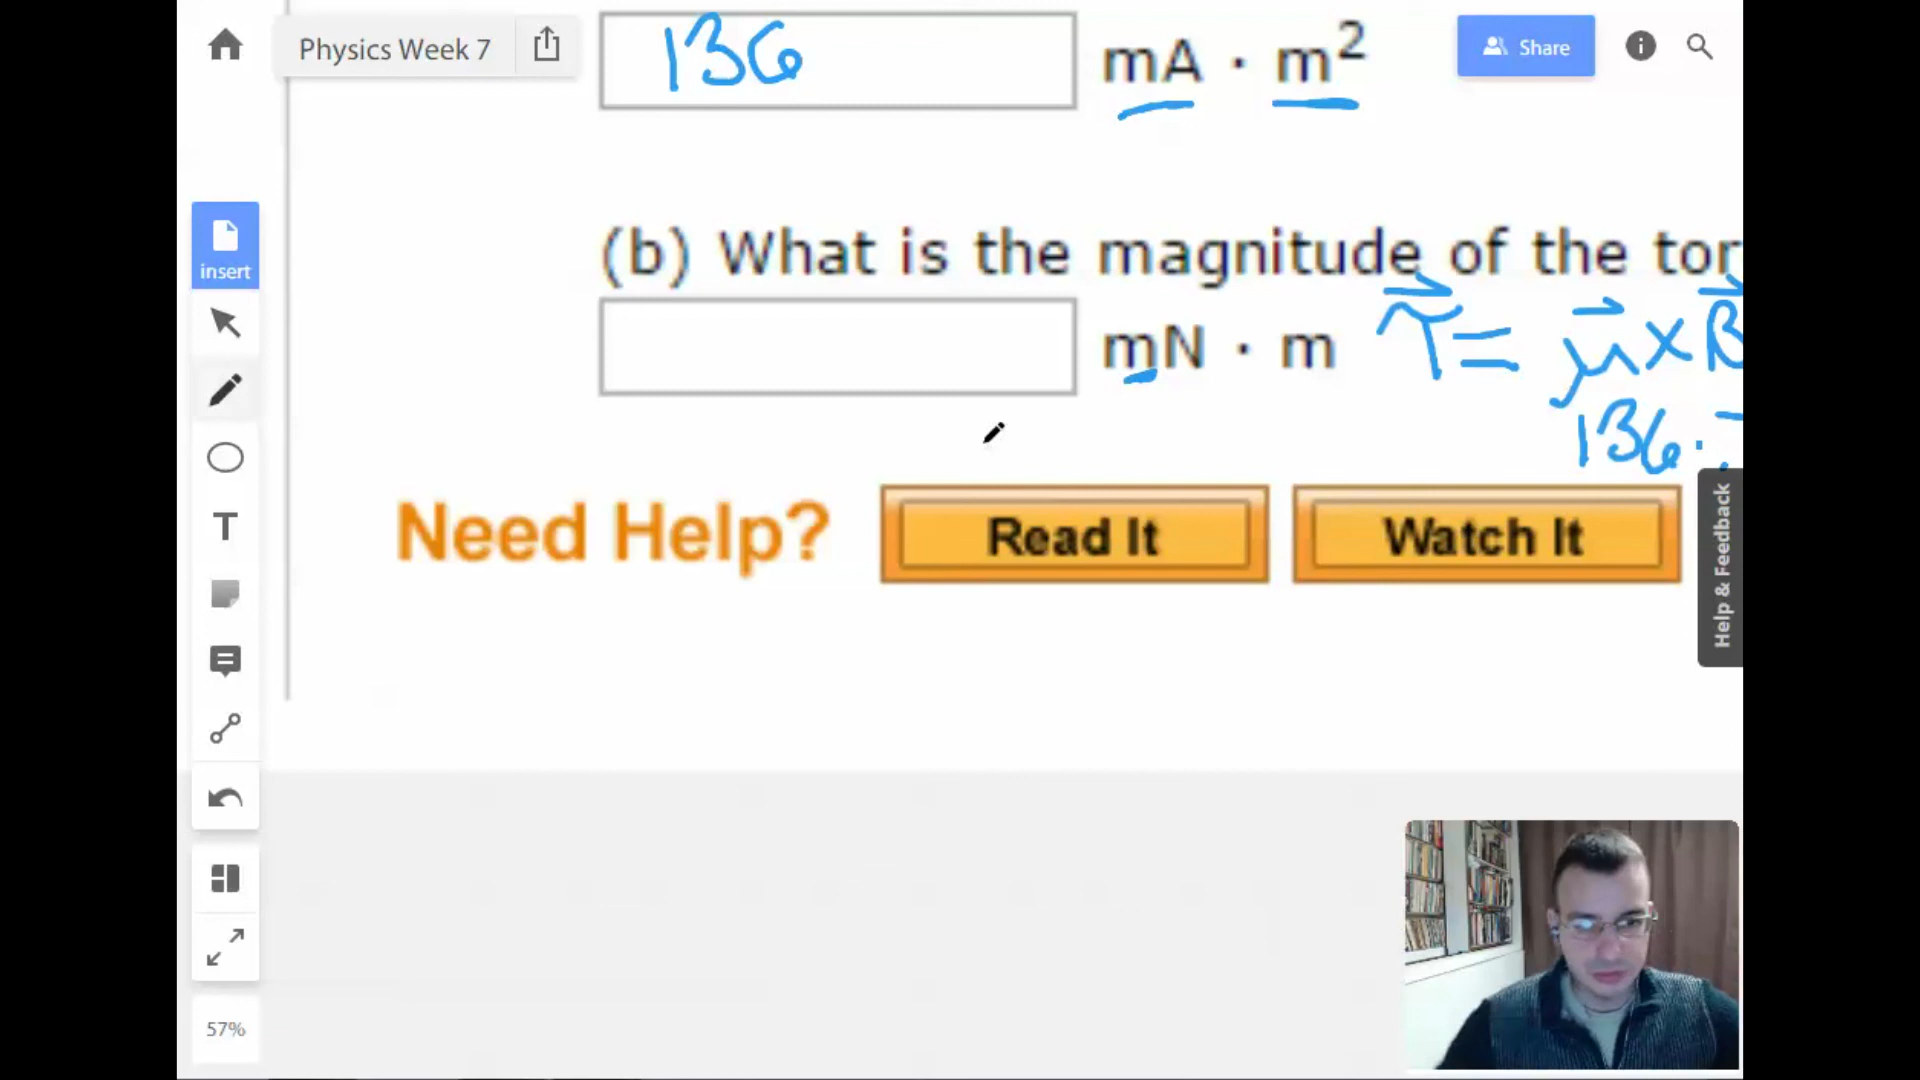 Physics Week 7
136 mA · m²
Share
insert
(b) What is the magnitude of the tor
mN · m τ = μ × B
136 ·
T
Need Help? Read It Watch It
Help & Feedback
57%